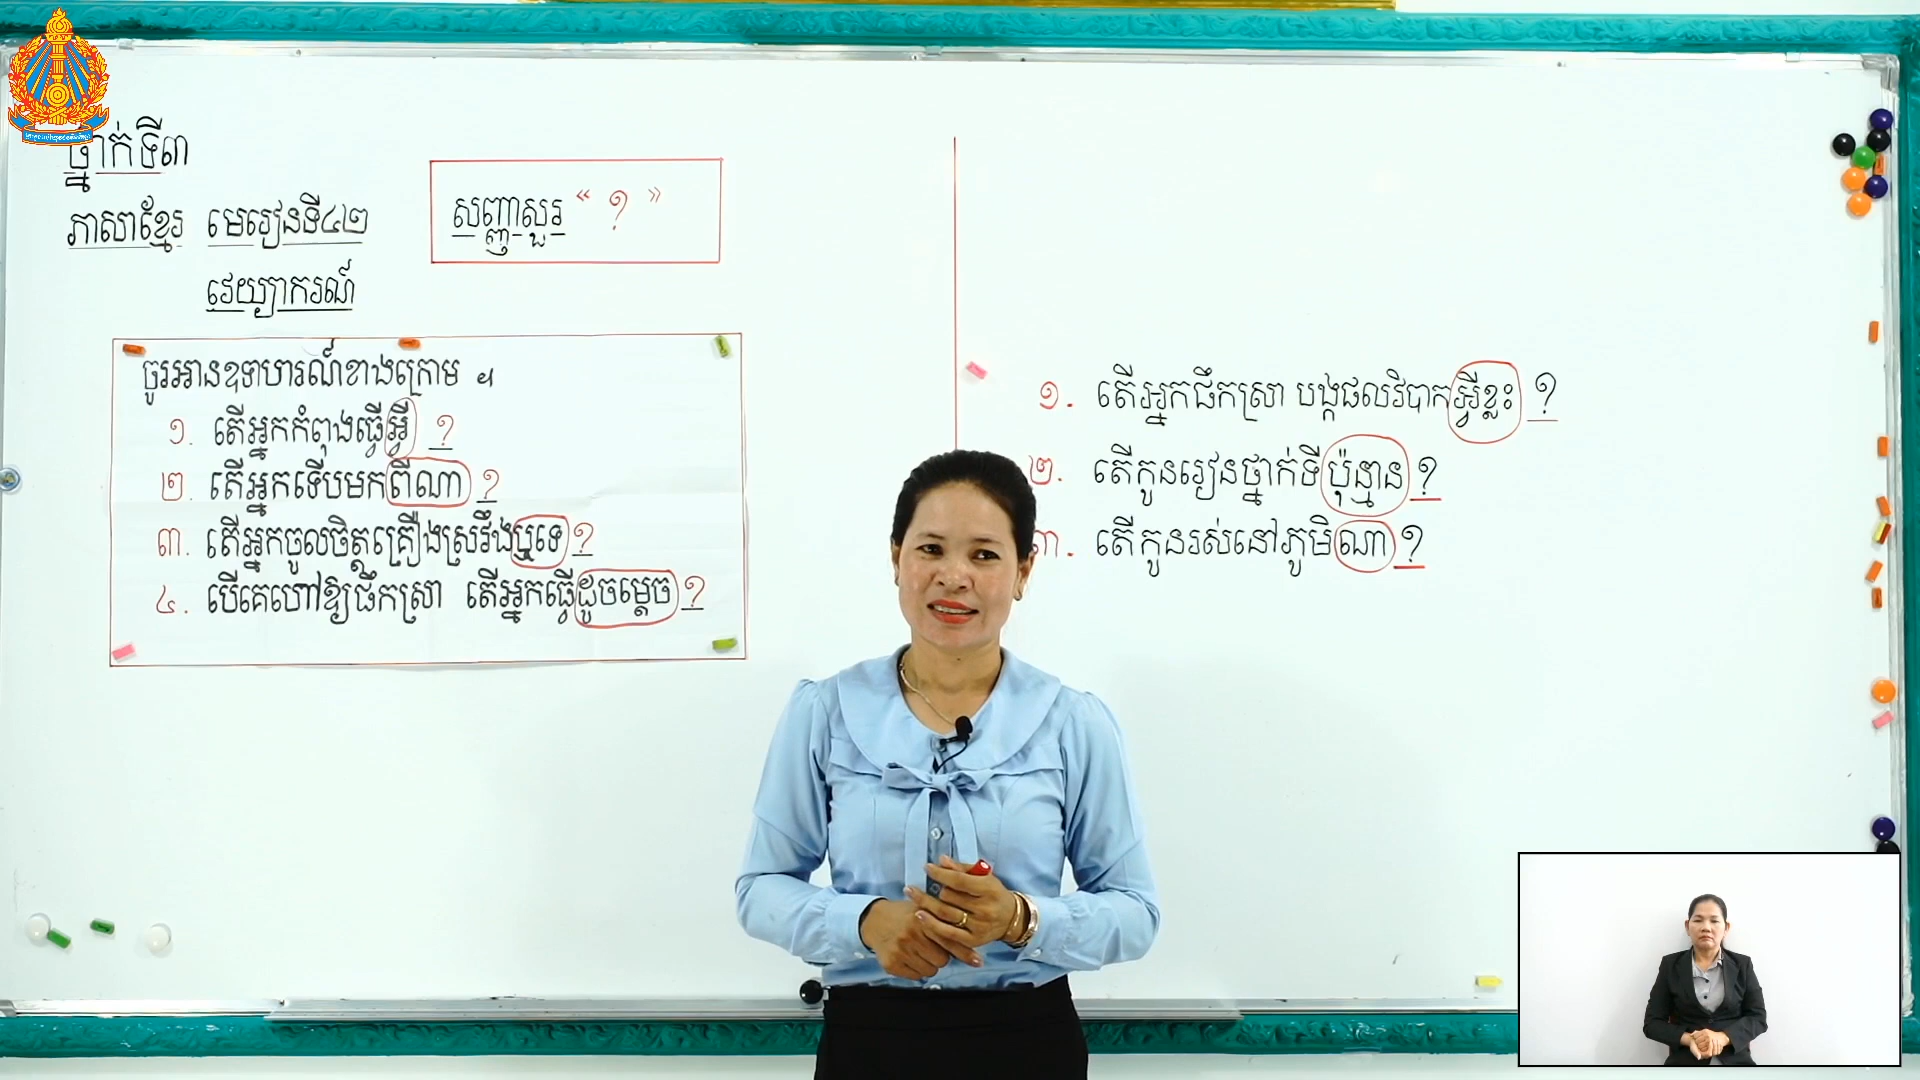 ថ្នាក់ទី៣
ភាសាខ្មែរ មេរៀនទី៤២
វេយ្យាករណ៍
សញ្ញាសួរ “ ? ”
ចូរអានឧទាហរណ៍ខាងក្រោម ។
១. តើអ្នកកំពុងធ្វើអ្វី ?
២. តើអ្នកទើបមកពីណា ?
៣. តើអ្នកចូលចិត្តគ្រឿងស្រវឹងឬទេ ?
៤. បើគេហៅឱ្យផឹកស្រា តើអ្នកធ្វើដូចម្ដេច ?
១. តើអ្នកផឹកស្រា បង្កផលវិបាកអ្វីខ្លះ ?
២. តើកូនរៀនថ្នាក់ទីប៉ុន្មាន ?
៣. តើកូនរស់នៅភូមិណា ?